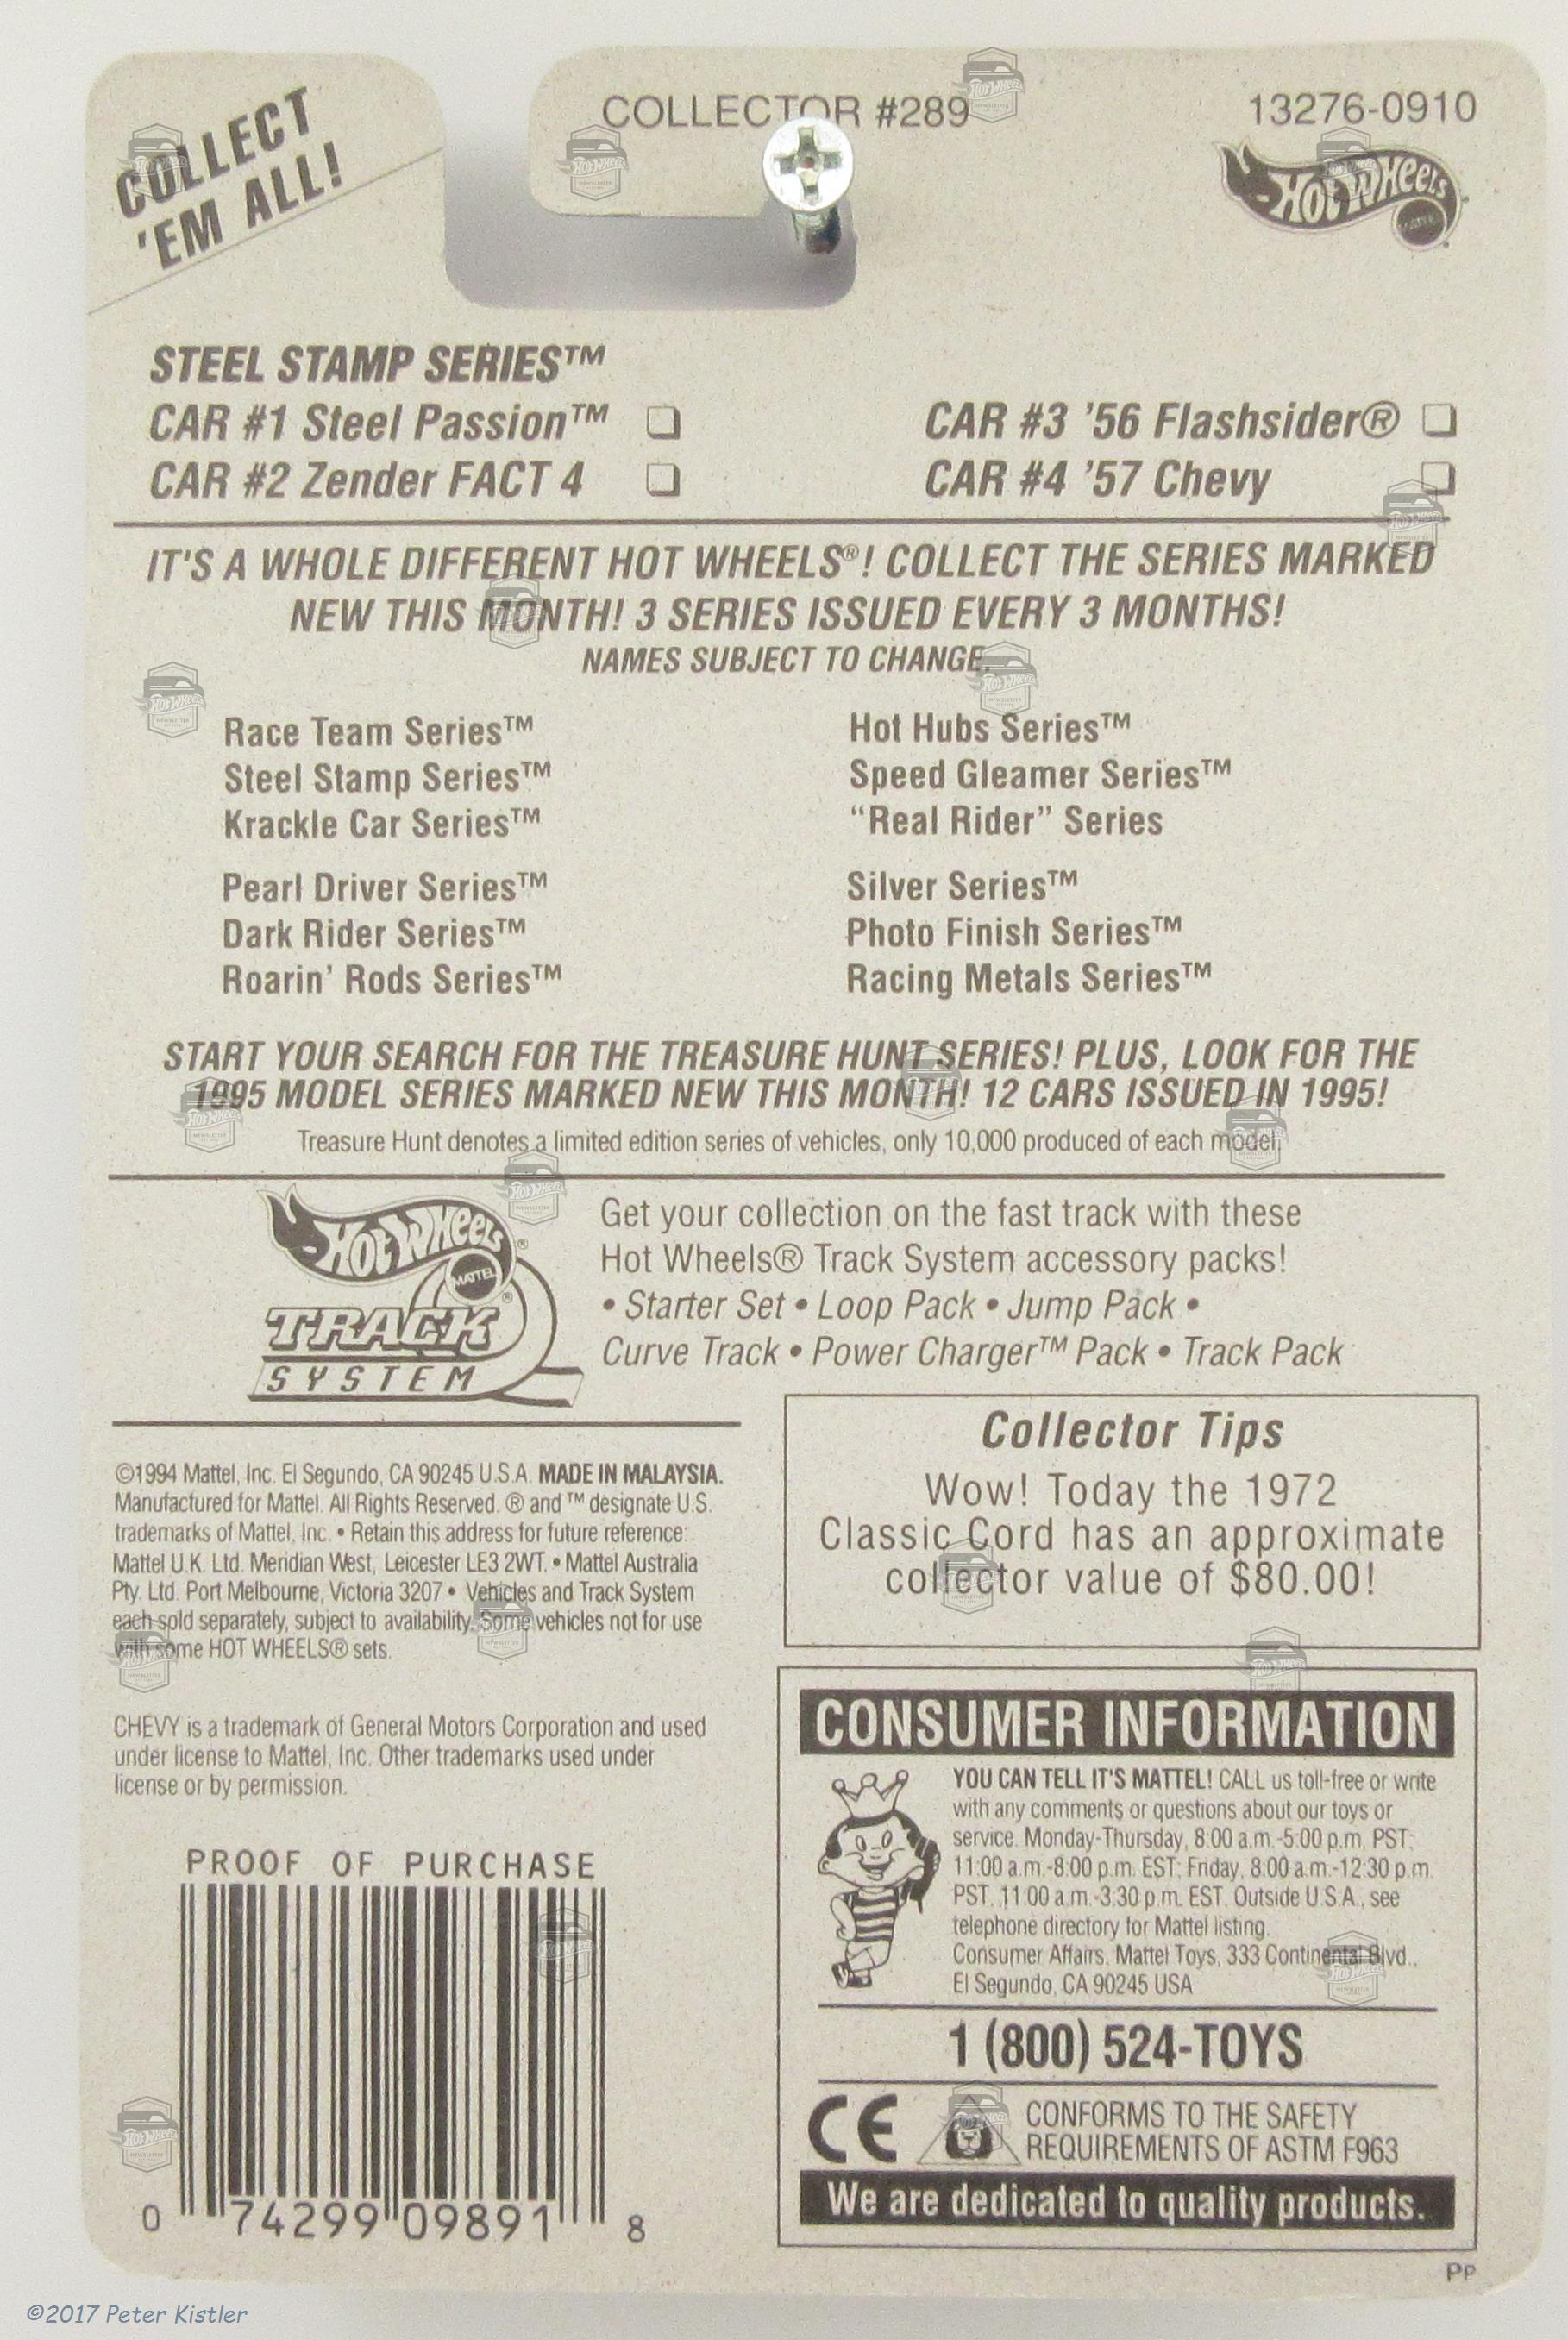 COLLECT
'EM ALL!
COLLECTOR #289
13276-0910
Hot Wheels
MATTEL
STEEL STAMP SERIES™
CAR #1 Steel Passion™ ❏
CAR #3 '56 Flashsider® ❏
CAR #2 Zender FACT 4 ❏
CAR #4 '57 Chevy ❏
IT'S A WHOLE DIFFERENT HOT WHEELS®! COLLECT THE SERIES MARKED
NEW THIS MONTH! 3 SERIES ISSUED EVERY 3 MONTHS!
NAMES SUBJECT TO CHANGE.
Race Team Series™
Steel Stamp Series™
Krackle Car Series™
Pearl Driver Series™
Dark Rider Series™
Roarin' Rods Series™
Hot Hubs Series™
Speed Gleamer Series™
“Real Rider” Series
Silver Series™
Photo Finish Series™
Racing Metals Series™
START YOUR SEARCH FOR THE TREASURE HUNT SERIES! PLUS, LOOK FOR THE
1995 MODEL SERIES MARKED NEW THIS MONTH! 12 CARS ISSUED IN 1995!
Treasure Hunt denotes a limited edition series of vehicles, only 10,000 produced of each model.
Hot Wheels®
MATTEL®
TRACK
SYSTEM
Get your collection on the fast track with these
Hot Wheels® Track System accessory packs!
• Starter Set • Loop Pack • Jump Pack •
Curve Track • Power Charger™ Pack • Track Pack
©1994 Mattel, Inc. El Segundo, CA 90245 U.S.A. MADE IN MALAYSIA.
Manufactured for Mattel. All Rights Reserved. ® and ™ designate U.S.
trademarks of Mattel, Inc. • Retain this address for future reference:
Mattel U.K. Ltd. Meridian West, Leicester LE3 2WT. • Mattel Australia
Pty. Ltd. Port Melbourne, Victoria 3207 • Vehicles and Track System
each sold separately, subject to availability. Some vehicles not for use
with some HOT WHEELS® sets.
CHEVY is a trademark of General Motors Corporation and used
under license to Mattel, Inc. Other trademarks used under
license or by permission.
PROOF OF PURCHASE
0 74299 09891 8
Collector Tips
Wow! Today the 1972
Classic Cord has an approximate
collector value of $80.00!
CONSUMER INFORMATION
YOU CAN TELL IT'S MATTEL! CALL us toll-free or write
with any comments or questions about our toys or
service. Monday-Thursday, 8:00 a.m.-5:00 p.m. PST;
11:00 a.m.-8:00 p.m. EST; Friday, 8:00 a.m.-12:30 p.m.
PST, 11:00 a.m.-3:30 p.m. EST. Outside U.S.A., see
telephone directory for Mattel listing.
Consumer Affairs, Mattel Toys, 333 Continental Blvd.,
El Segundo, CA 90245 USA
1 (800) 524-TOYS
CE
CONFORMS TO THE SAFETY
REQUIREMENTS OF ASTM F963
We are dedicated to quality products.
PP
©2017 Peter Kistler